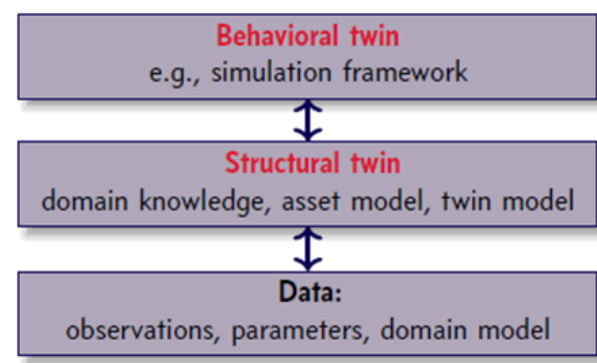 Behavioral twin
e.g., simulation framework
Structural twin
domain knowledge, asset model, twin model
Data:
observations, parameters, domain model